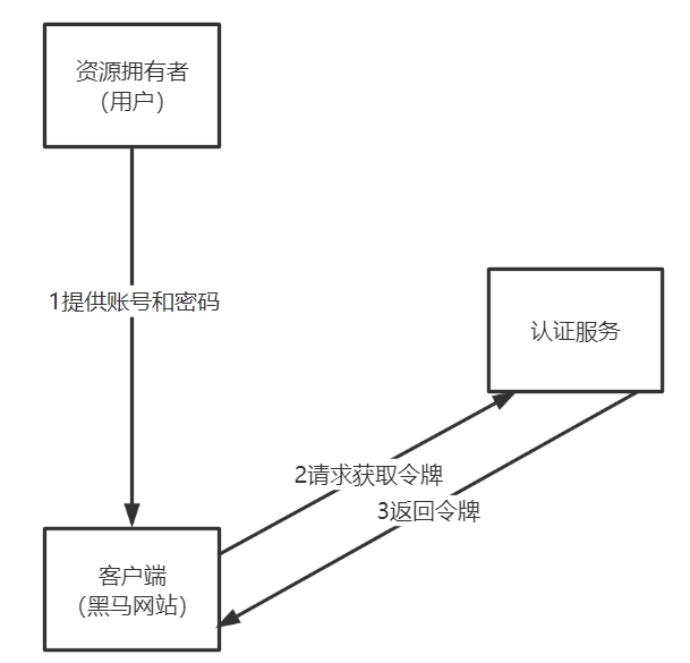 资源拥有者
（用户）
1提供账号和密码
认证服务
2请求获取令牌
3返回令牌
客户端
（黑马网站）